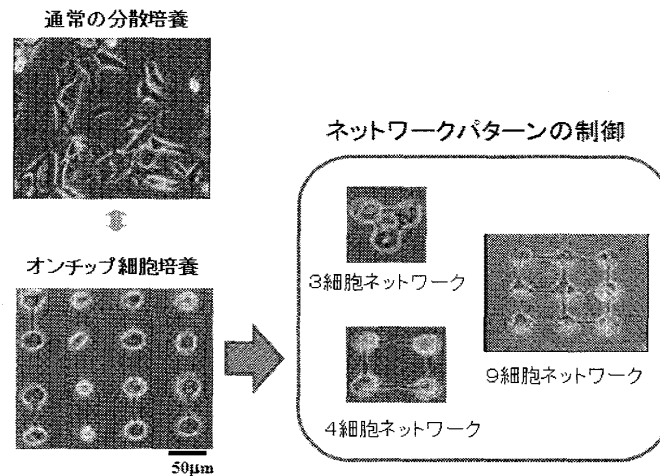 通常の分散培養
オンチップ細胞培養
50μm
ネットワークパターンの制御
3細胞ネットワーク
4細胞ネットワーク
9細胞ネットワーク